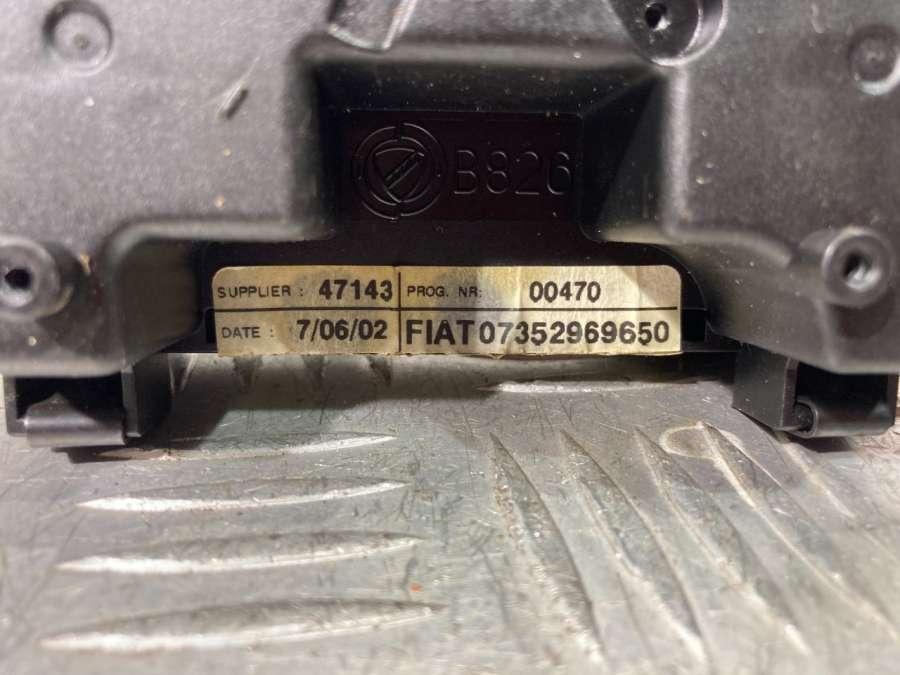 B826
SUPPLIER : 47143 PROG. NR: 00470
DATE : 7/06/02 FIAT07352969650